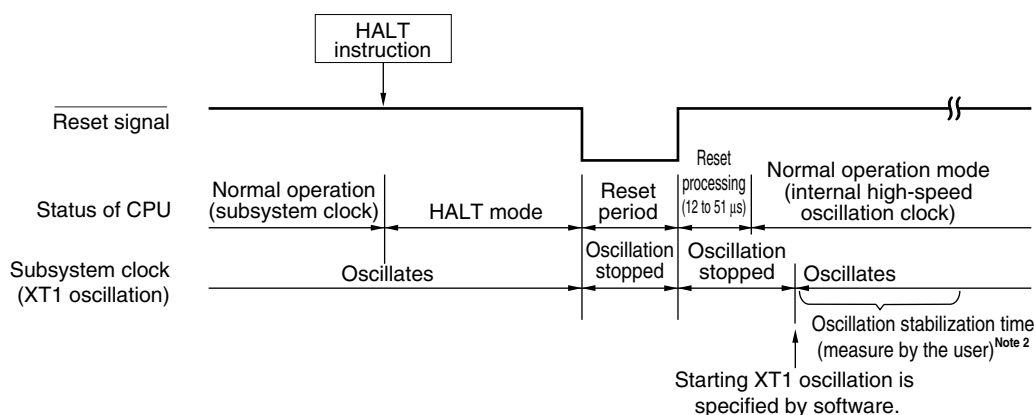 HALT
instruction
Reset signal
Status of CPU
Normal operation
(subsystem clock)
HALT mode
Reset
period
Reset
processing
(12 to 51 μs)
Normal operation mode
(internal high-speed
oscillation clock)
Subsystem clock
(XT1 oscillation)
Oscillates
Oscillation
stopped
Oscillation
stopped
Oscillates
Oscillation stabilization time
(measure by the user)Note 2
Starting XT1 oscillation is
specified by software.